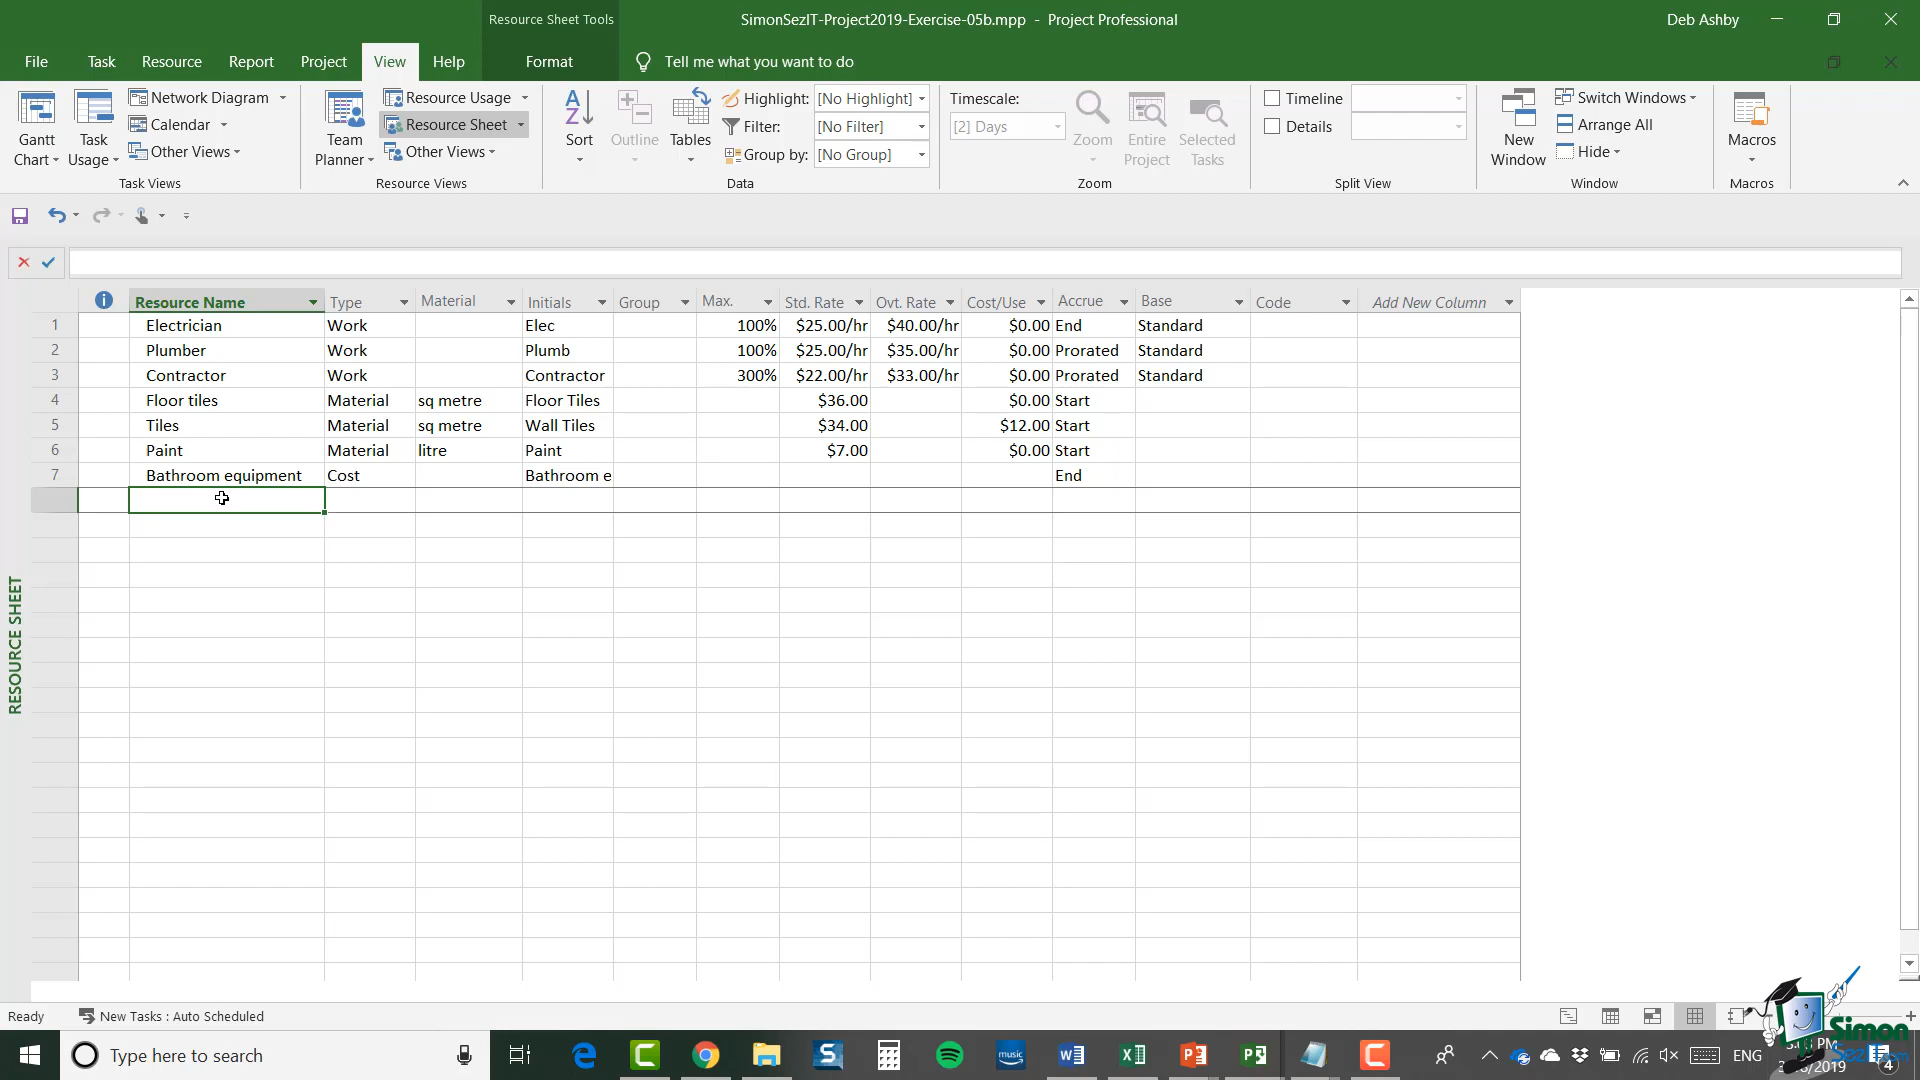 Resource Sheet Tools
SimonSezIT-Project2019-Exercise-05b.mpp - Project Professional
Deb Ashby
File Task Resource Report Project View Help Format Tell me what you want to do
Gantt Chart
Task Usage
Network Diagram
Calendar
Other Views
Task Views
Team Planner
Resource Usage
Resource Sheet
Other Views
Resource Views
Sort
Outline
Tables
Highlight: [No Highlight]
Filter: [No Filter]
Group by: [No Group]
Data
Timescale:
[2] Days
Zoom
Entire Project
Selected Tasks
Zoom
Timeline
Details
Split View
New Window
Switch Windows
Arrange All
Hide
Window
Macros
Macros
Resource Name Type Material Initials Group Max. Std. Rate Ovt. Rate Cost/Use Accrue Base Code Add New Column
1 Electrician Work Elec 100% $25.00/hr $40.00/hr $0.00 End Standard
2 Plumber Work Plumb 100% $25.00/hr $35.00/hr $0.00 Prorated Standard
3 Contractor Work Contractor 300% $22.00/hr $33.00/hr $0.00 Prorated Standard
4 Floor tiles Material sq metre Floor Tiles $36.00 $0.00 Start
5 Tiles Material sq metre Wall Tiles $34.00 $12.00 Start
6 Paint Material litre Paint $7.00 $0.00 Start
7 Bathroom equipment Cost Bathroom e End
RESOURCE SHEET
Ready New Tasks : Auto Scheduled
Type here to search
music
ENG
PM
/2019
4
Simon
SezIT